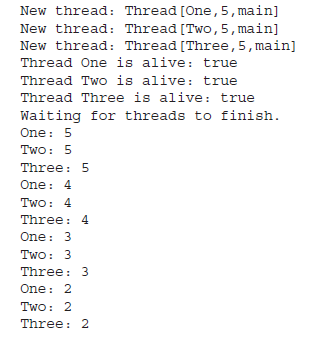 New thread: Thread[One,5,main]
New thread: Thread[Two,5,main]
New thread: Thread[Three,5,main]
Thread One is alive: true
Thread Two is alive: true
Thread Three is alive: true
Waiting for threads to finish.
One: 5
Two: 5
Three: 5
One: 4
Two: 4
Three: 4
One: 3
Two: 3
Three: 3
One: 2
Two: 2
Three: 2